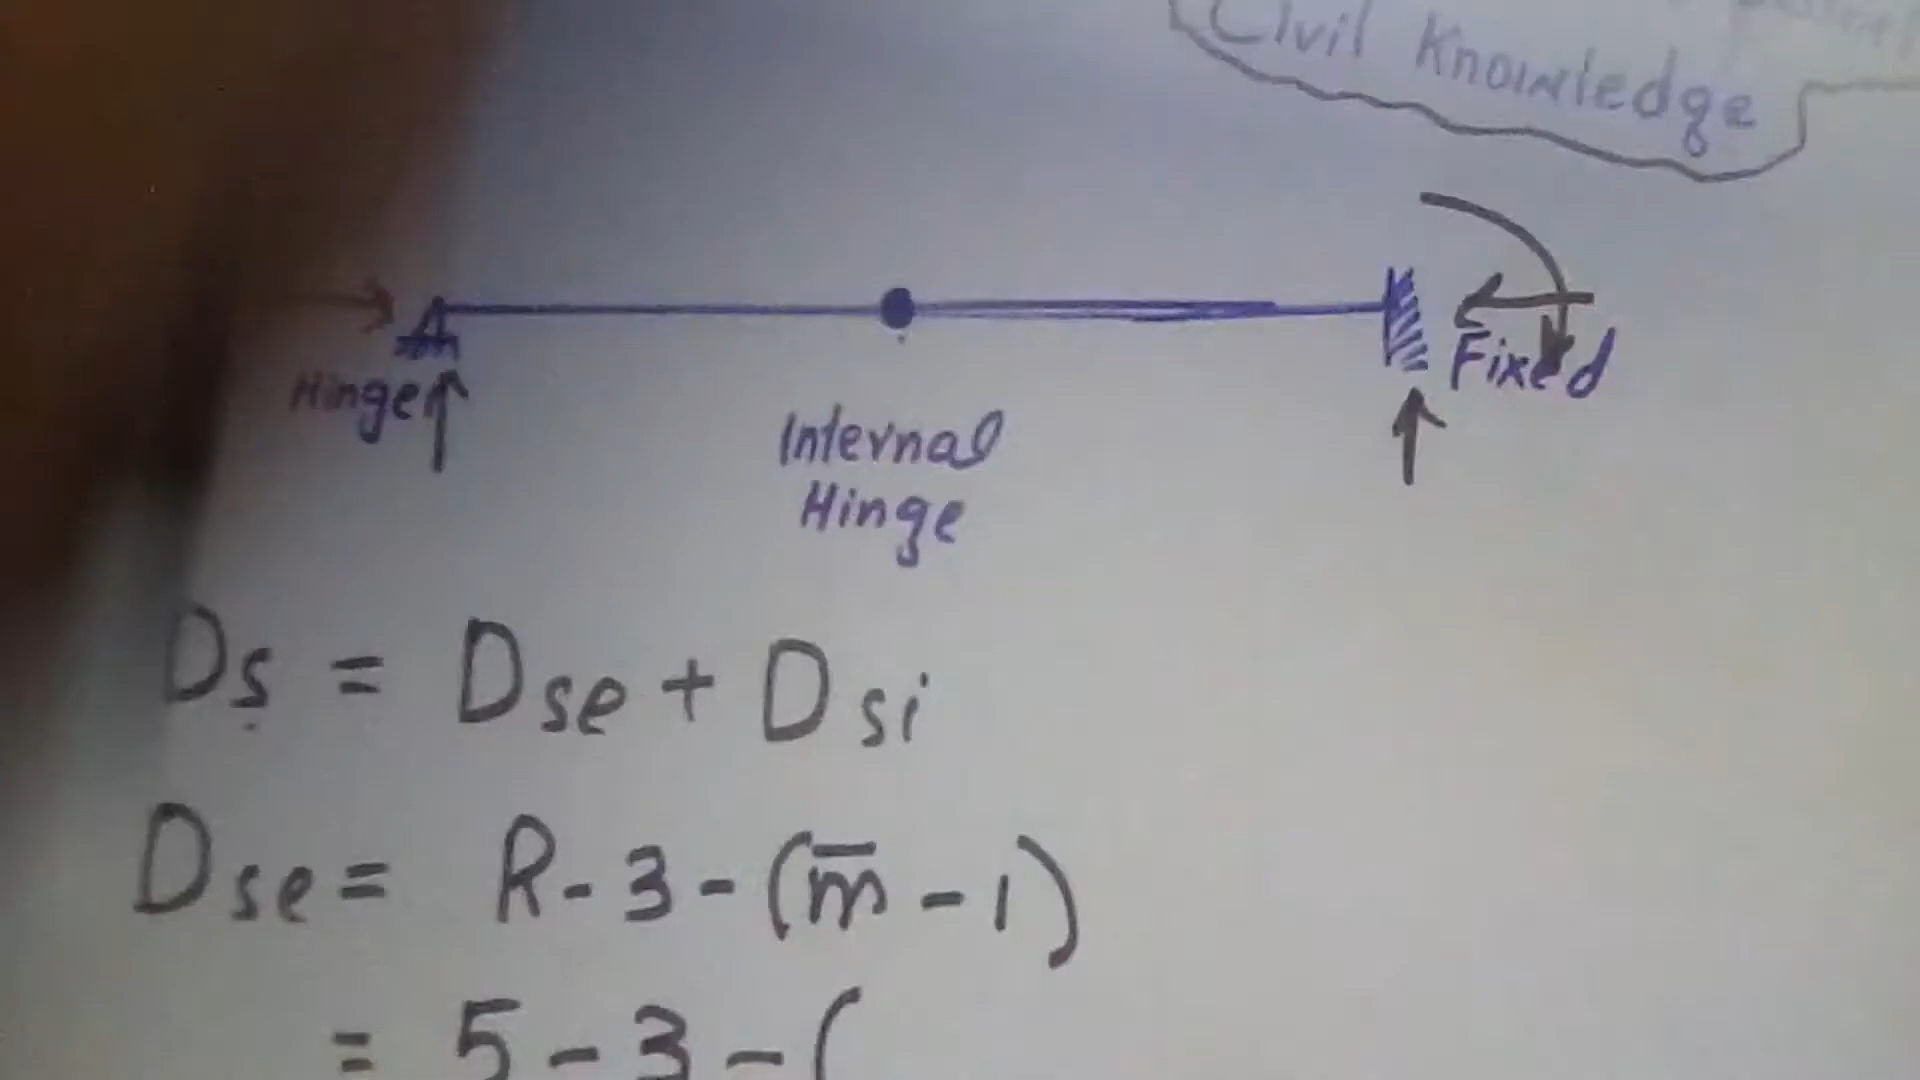 Civil Knowledge
Hinge
Fixed
Internal
Hinge
Ds = Dse + Dsi
Dse = R - 3 - (m̅ - 1)
= 5 - 3 - (